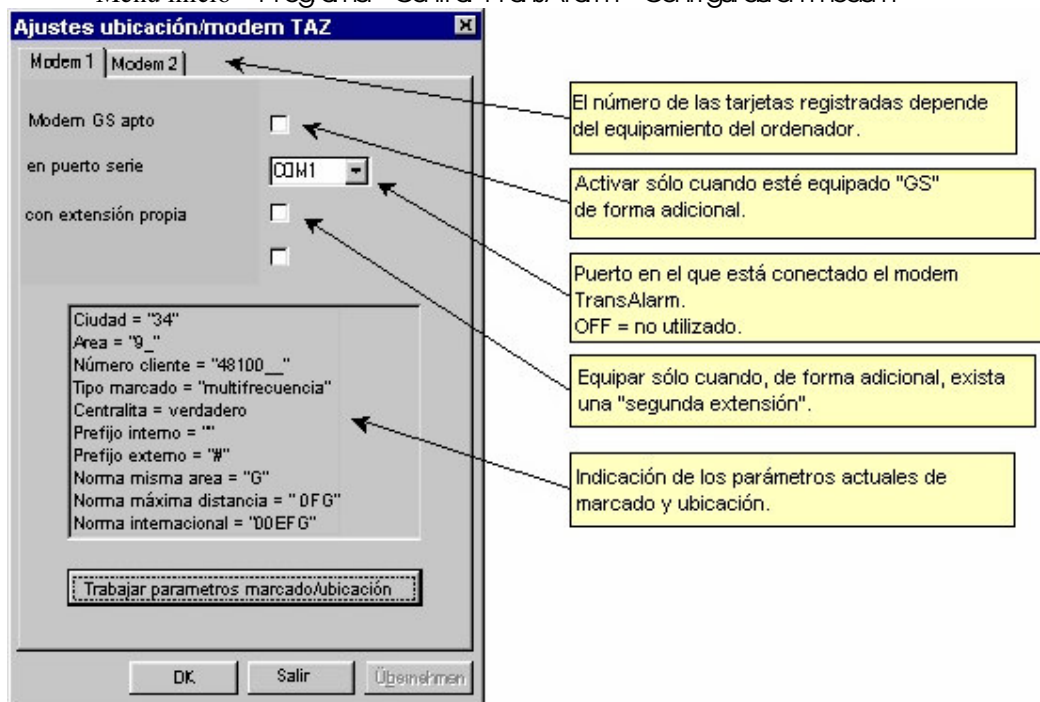 Menú Inicio
Ajustes ubicación/modem TAZ
Modem 1 Modem 2
Modem GS apto
en puerto serie COM1
con extensión propia
Ciudad = "34"
Area = "9_"
Número cliente = "48100__"
Tipo marcado = "multifrecuencia"
Centralita = verdadero
Prefijo interno = ""
Prefijo externo = "#"
Norma misma area = "G"
Norma máxima distancia = " 0FG"
Norma internacional = "00EFG"
Trabajar parametros marcado/ubicación
OK Salir Übernehmen
El número de las tarjetas registradas depende
del equipamiento del ordenador.
Activar sólo cuando esté equipado "GS"
de forma adicional.
Puerto en el que está conectado el modem
TransAlarm.
OFF = no utilizado.
Equipar sólo cuando, de forma adicional, exista
una "segunda extensión".
Indicación de los parámetros actuales de
marcado y ubicación.